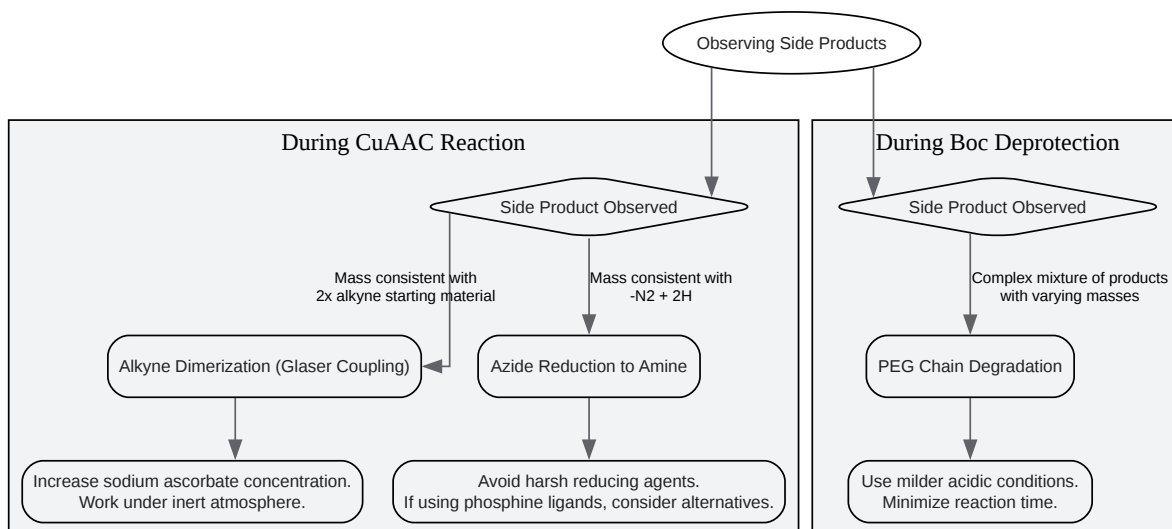 Observing Side Products
During CuAAC Reaction
During Boc Deprotection
Side Product Observed
Side Product Observed
Mass consistent with
2x alkyne starting material
Mass consistent with
-N2 + 2H
Complex mixture of products
with varying masses
Alkyne Dimerization (Glaser Coupling)
Azide Reduction to Amine
PEG Chain Degradation
Increase sodium ascorbate concentration.
Work under inert atmosphere.
Avoid harsh reducing agents.
If using phosphine ligands, consider alternatives.
Use milder acidic conditions.
Minimize reaction time.